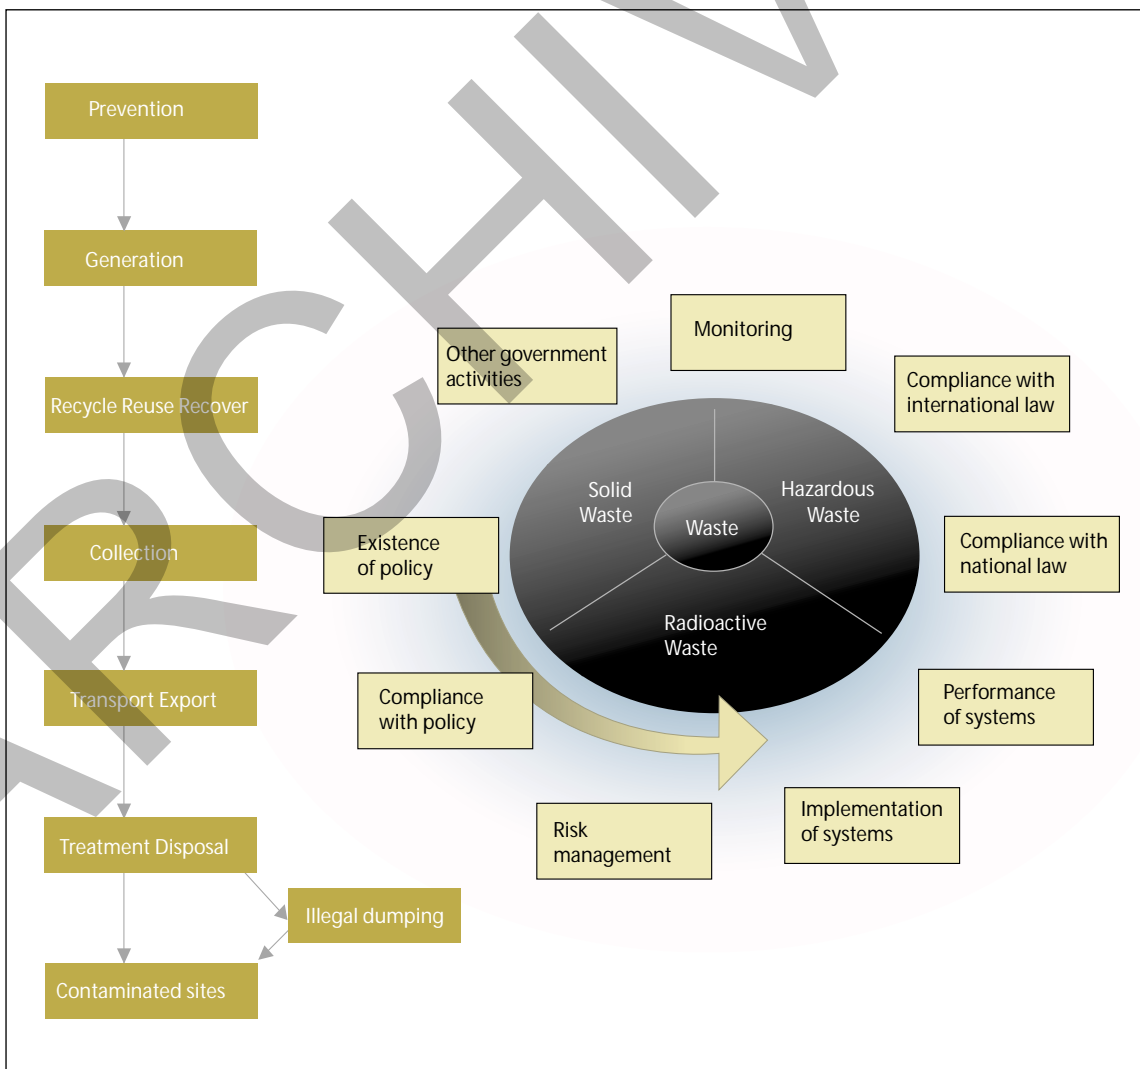 Prevention
Generation
Recycle Reuse Recover
Collection
Transport Export
Treatment Disposal
Illegal dumping
Contaminated sites
Monitoring
Other government
activities
Compliance with
international law
Solid
Waste
Hazardous
Waste
Waste
Radioactive
Waste
Existence
of policy
Compliance with
national law
Compliance
with policy
Performance
of systems
Risk
management
Implementation
of systems
ARCHIV